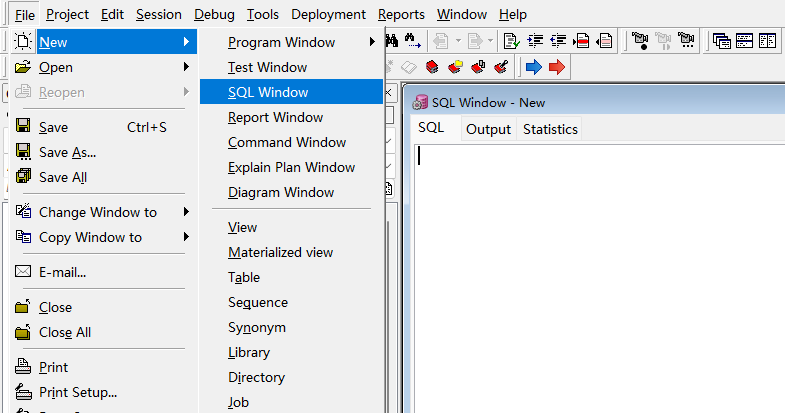 File Project Edit Session Debug Tools Deployment Reports Window Help
New
Open
Reopen
Save Ctrl+S
Save As...
Save All
Change Window to
Copy Window to
E-mail...
Close
Close All
Print
Print Setup...
Program Window
Test Window
SQL Window
Report Window
Command Window
Explain Plan Window
Diagram Window
View
Materialized view
Table
Sequence
Synonym
Library
Directory
Job
SQL Window - New
SQL Output Statistics